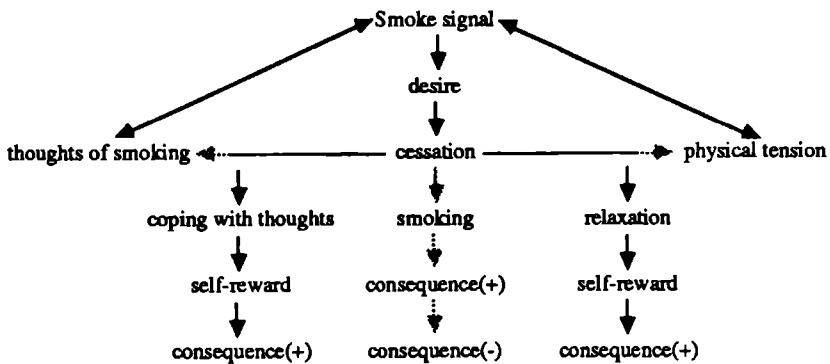 Smoke signal
desire
thoughts of smoking cessation physical tension
coping with thoughts smoking relaxation
self-reward consequence(+) self-reward
consequence(+) consequence(-) consequence(+)